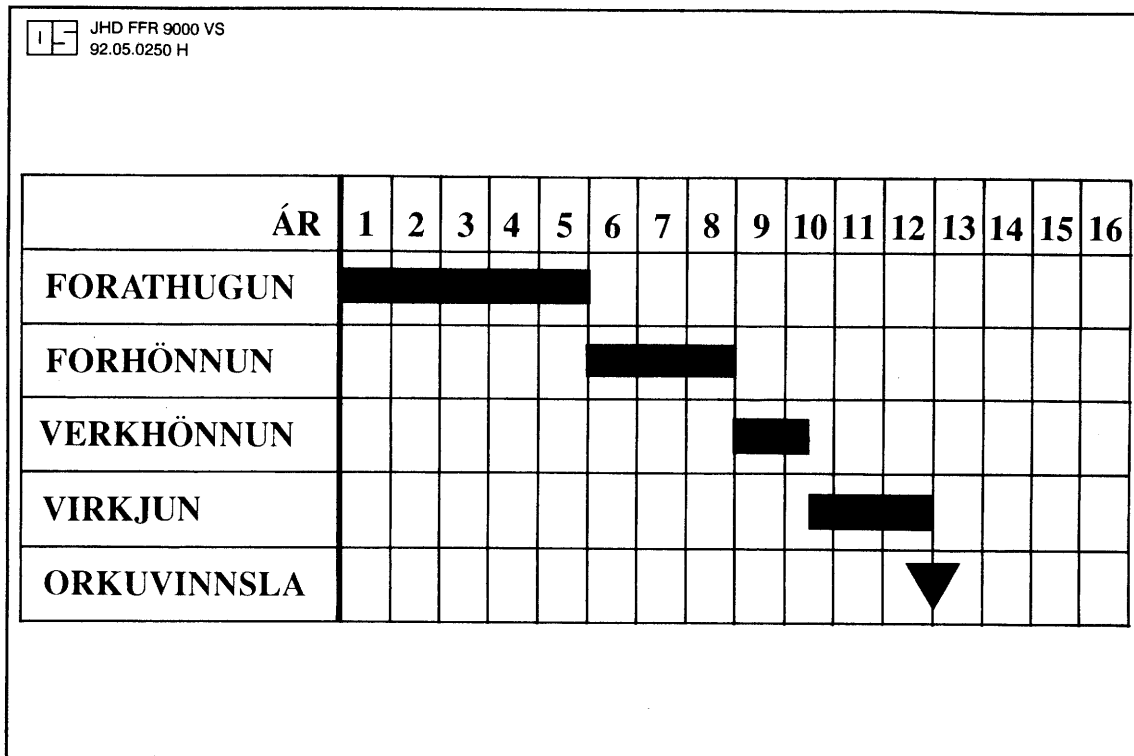 JHD FFR 9000 VS
92.05.0250 H
ÁR 1 2 3 4 5 6 7 8 9 10 11 12 13 14 15 16
FORATHUGUN
FORHÖNNUN
VERKHÖNNUN
VIRKJUN
ORKUVINNSLA